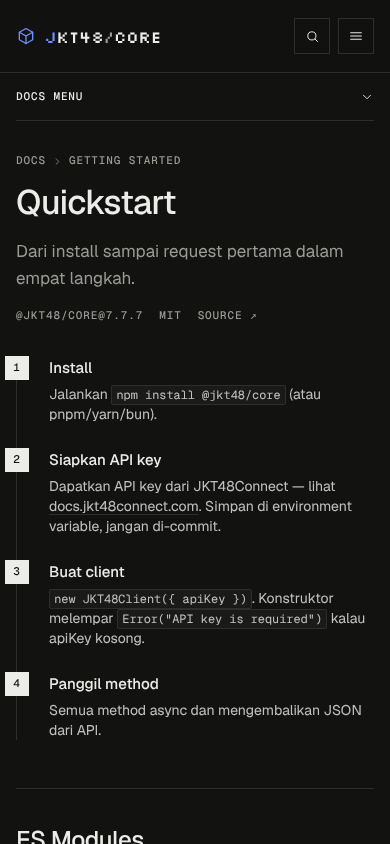 JKT48/CORE
DOCS MENU
DOCS > GETTING STARTED
Quickstart
Dari install sampai request pertama dalam
empat langkah.
@JKT48/CORE@7.7.7 MIT SOURCE ↗
1 Install
Jalankan npm install @jkt48/core (atau
pnpm/yarn/bun).
2 Siapkan API key
Dapatkan API key dari JKT48Connect — lihat
docs.jkt48connect.com. Simpan di environment
variable, jangan di-commit.
3 Buat client
new JKT48Client({ apiKey }). Konstruktor
melempar Error("API key is required") kalau
apiKey kosong.
4 Panggil method
Semua method async dan mengembalikan JSON
dari API.
ES Modules